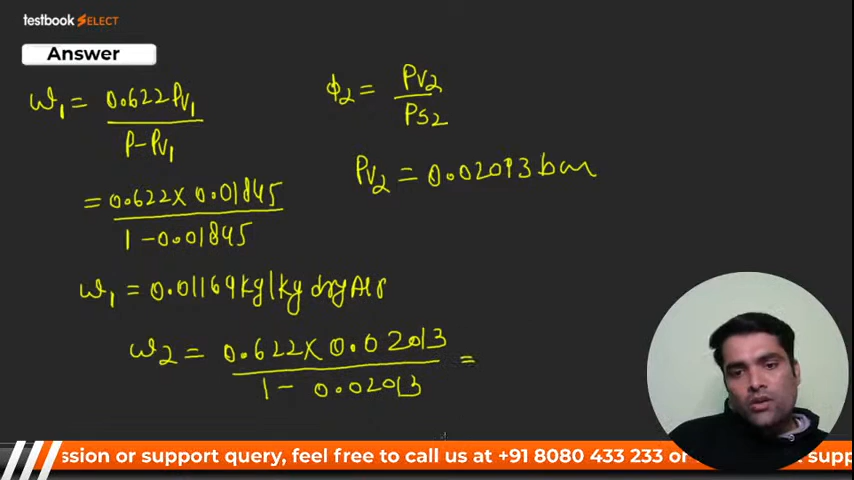 testbook SELECT
Answer
ω₁ = 0.622 Pv₁ / P - Pv₁
= 0.622 x 0.01845 / 1 - 0.01845
ω₁ = 0.01169 kg/kg dry Air
ω2 = 0.622 x 0.02013 / 1 - 0.02013 =
ϕ2 = Pv2 / Ps2
Pv2 = 0.02013 bar
ssion or support query, feel free to call us at +91 8080 433 233 or
supp